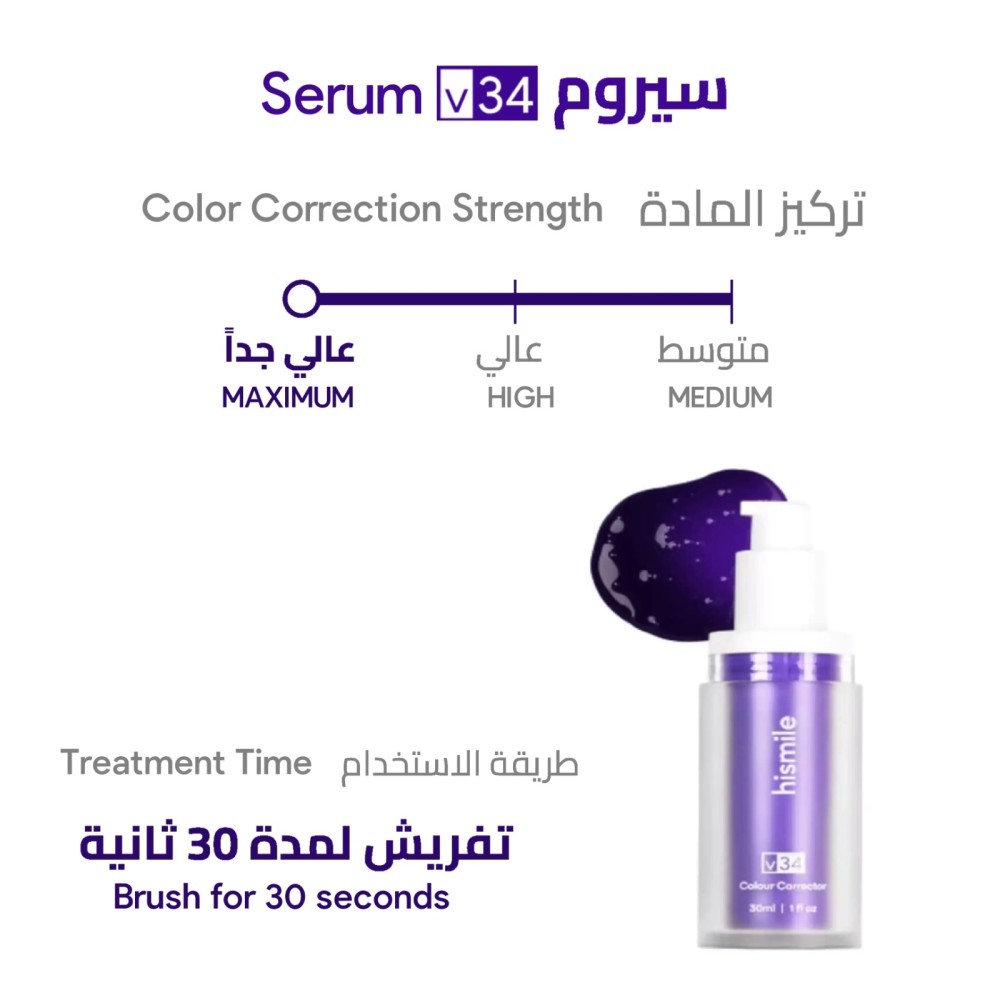 Serum v34 سيروم
Color Correction Strength تركيز المادة
عالي جداً عالي متوسط
MAXIMUM HIGH MEDIUM
hismile
v34
Colour Corrector
30ml | 1 fl oz
Treatment Time طريقة الاستخدام
تفريش لمدة 30 ثانية
Brush for 30 seconds